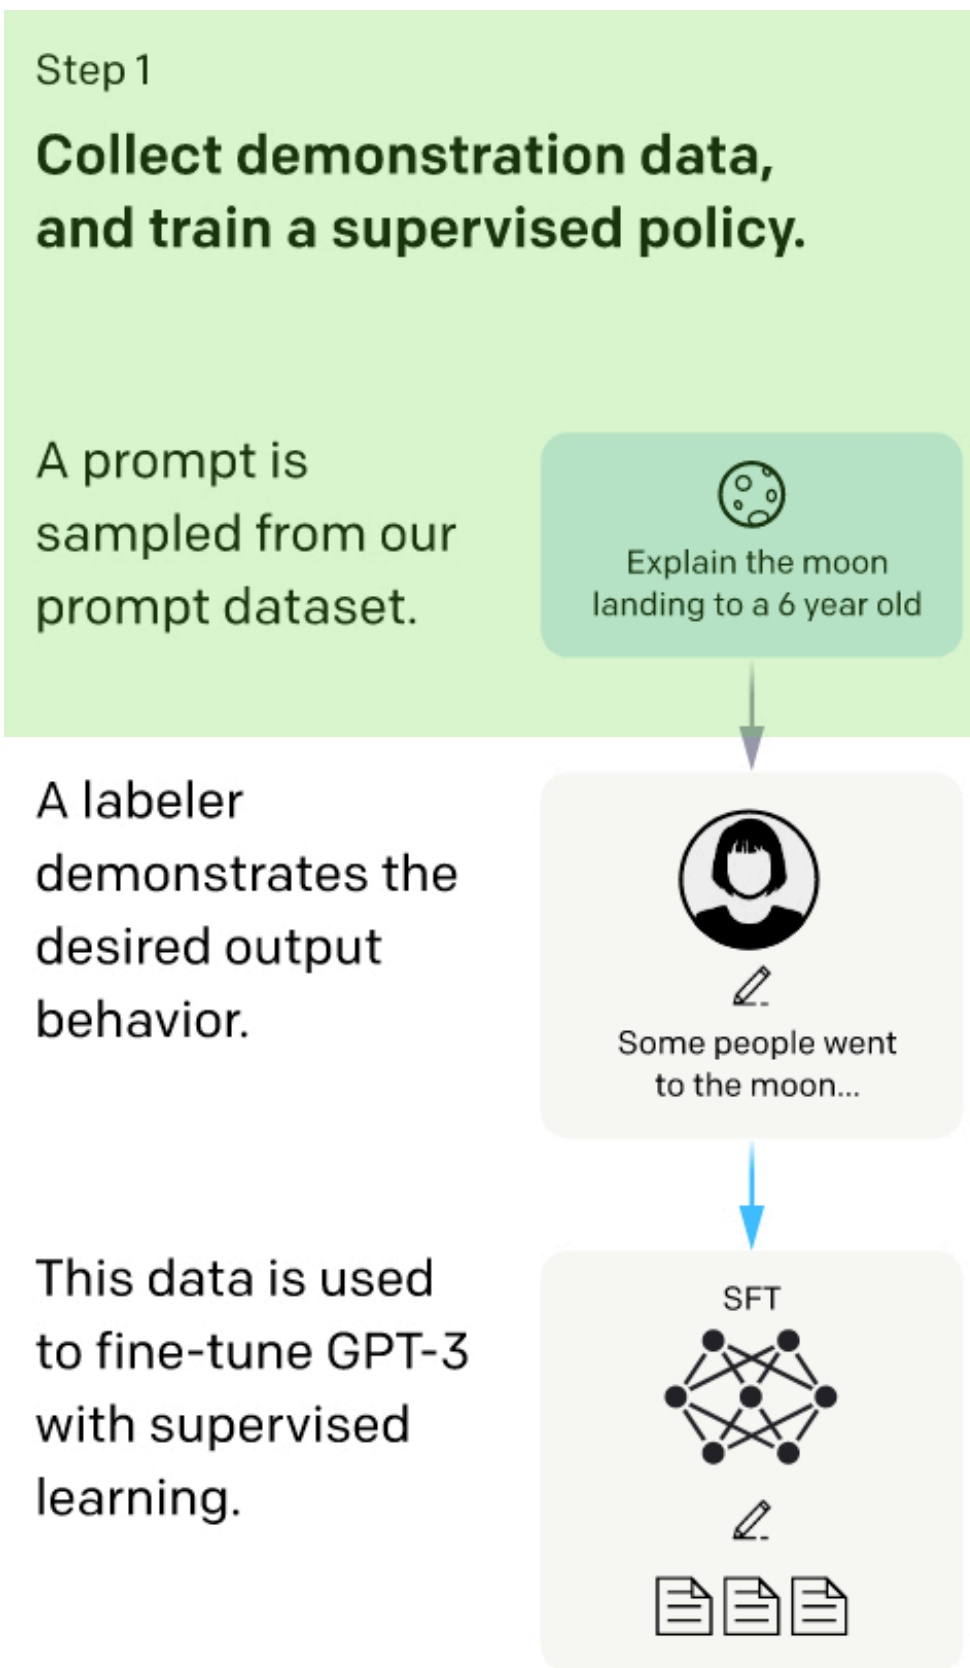 Step 1
Collect demonstration data,
and train a supervised policy.
A prompt is
sampled from our
prompt dataset.
Explain the moon
landing to a 6 year old
A labeler
demonstrates the
desired output
behavior.
Some people went
to the moon...
This data is used
to fine-tune GPT-3
with supervised
learning.
SFT